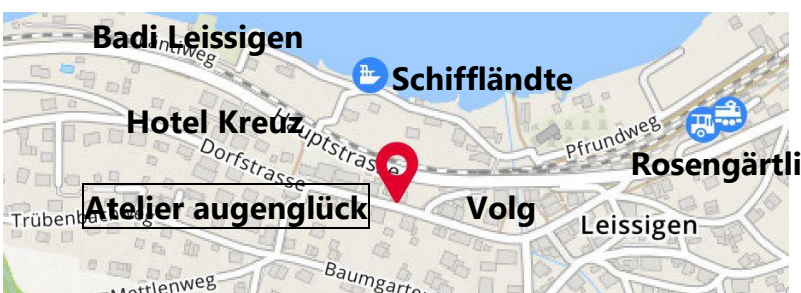 Badi Leissigen
Schiffländte
Hotel Kreuz
Hauptstrasse
Pfrundweg
Dorfstrasse
Rosengärtli
Atelier augenglück
Volg
Leissigen
Baumgarten
Mettlenweg